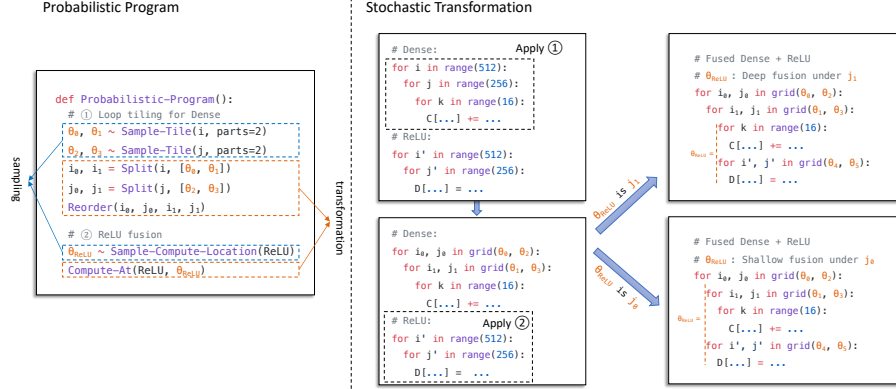 Probabilistic Program
Stochastic Transformation
def Probabilistic-Program():
# ① Loop tiling for Dense
θ₀, θ₁ ~ Sample-Tile(i, parts=2)
θ₂, θ₃ ~ Sample-Tile(j, parts=2)
i₀, i₁ = Split(i, [θ₀, θ₁])
j₀, j₁ = Split(j, [θ₂, θ₃])
Reorder(i₀, j₀, i₁, j₁)
# ② ReLU fusion
θReLU ~ Sample-Compute-Location(ReLU)
Compute-At(ReLU, θReLU)
sampling
transformation
# Dense:
Apply ①
for i in range(512):
for j in range(256):
for k in range(16):
C[...] += ...
# ReLU:
for i' in range(512):
for j' in range(256):
D[...] = ...
# Dense:
for i₀, j₀ in grid(θ₀, θ₂):
for i₁, j₁ in grid(θ₁, θ₃):
for k in range(16):
C[...] += ...
# ReLU:
Apply ②
for i' in range(512):
for j' in range(256):
D[...] = ...
θReLU is j₁
θReLU is j₀
# Fused Dense + ReLU
# θReLU : Deep fusion under j₁
for i₀, j₀ in grid(θ₀, θ₂):
for i₁, j₁ in grid(θ₁, θ₃):
for k in range(16):
C[...] += ...
θReLU =
for i', j' in grid(θ₄, θ₅):
D[...] = ...
# Fused Dense + ReLU
# θReLU : Shallow fusion under j₀
for i₀, j₀ in grid(θ₀, θ₂):
for i₁, j₁ in grid(θ₁, θ₃):
for k in range(16):
θReLU =
C[...] += ...
for i', j' in grid(θ₄, θ₅):
D[...] = ...